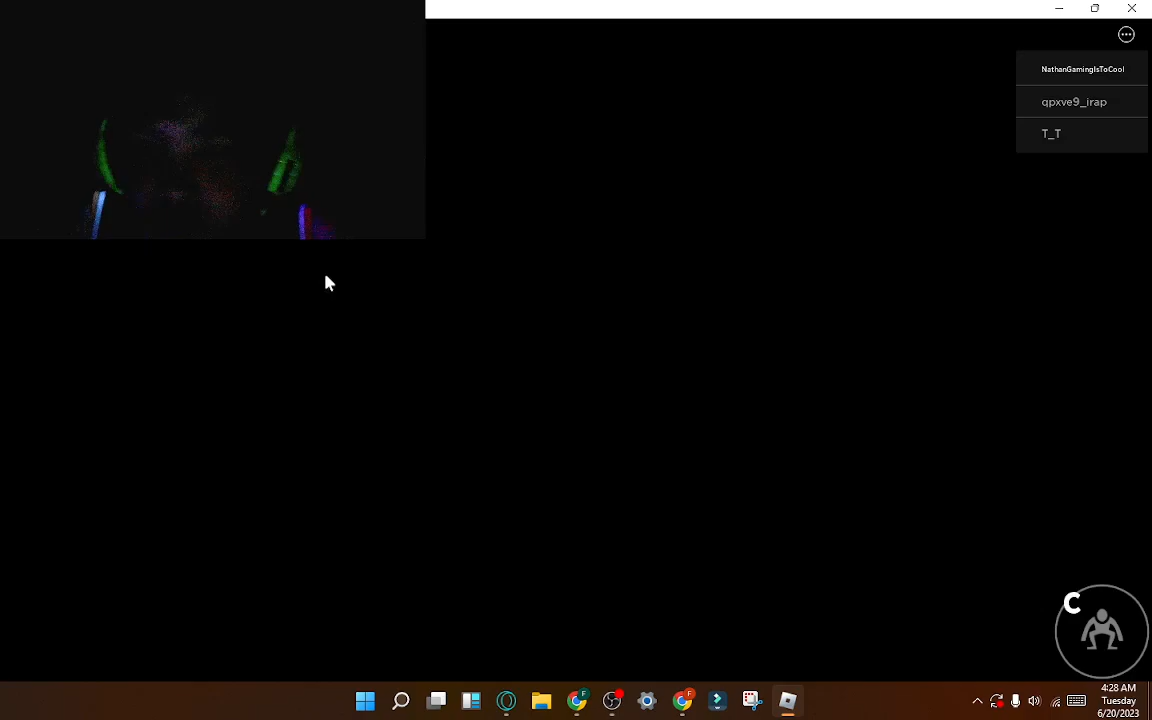 NathanGamingIsToCool
qpxve9_irap
T_T
C
4:28 AM
Tuesday
6/20/2023